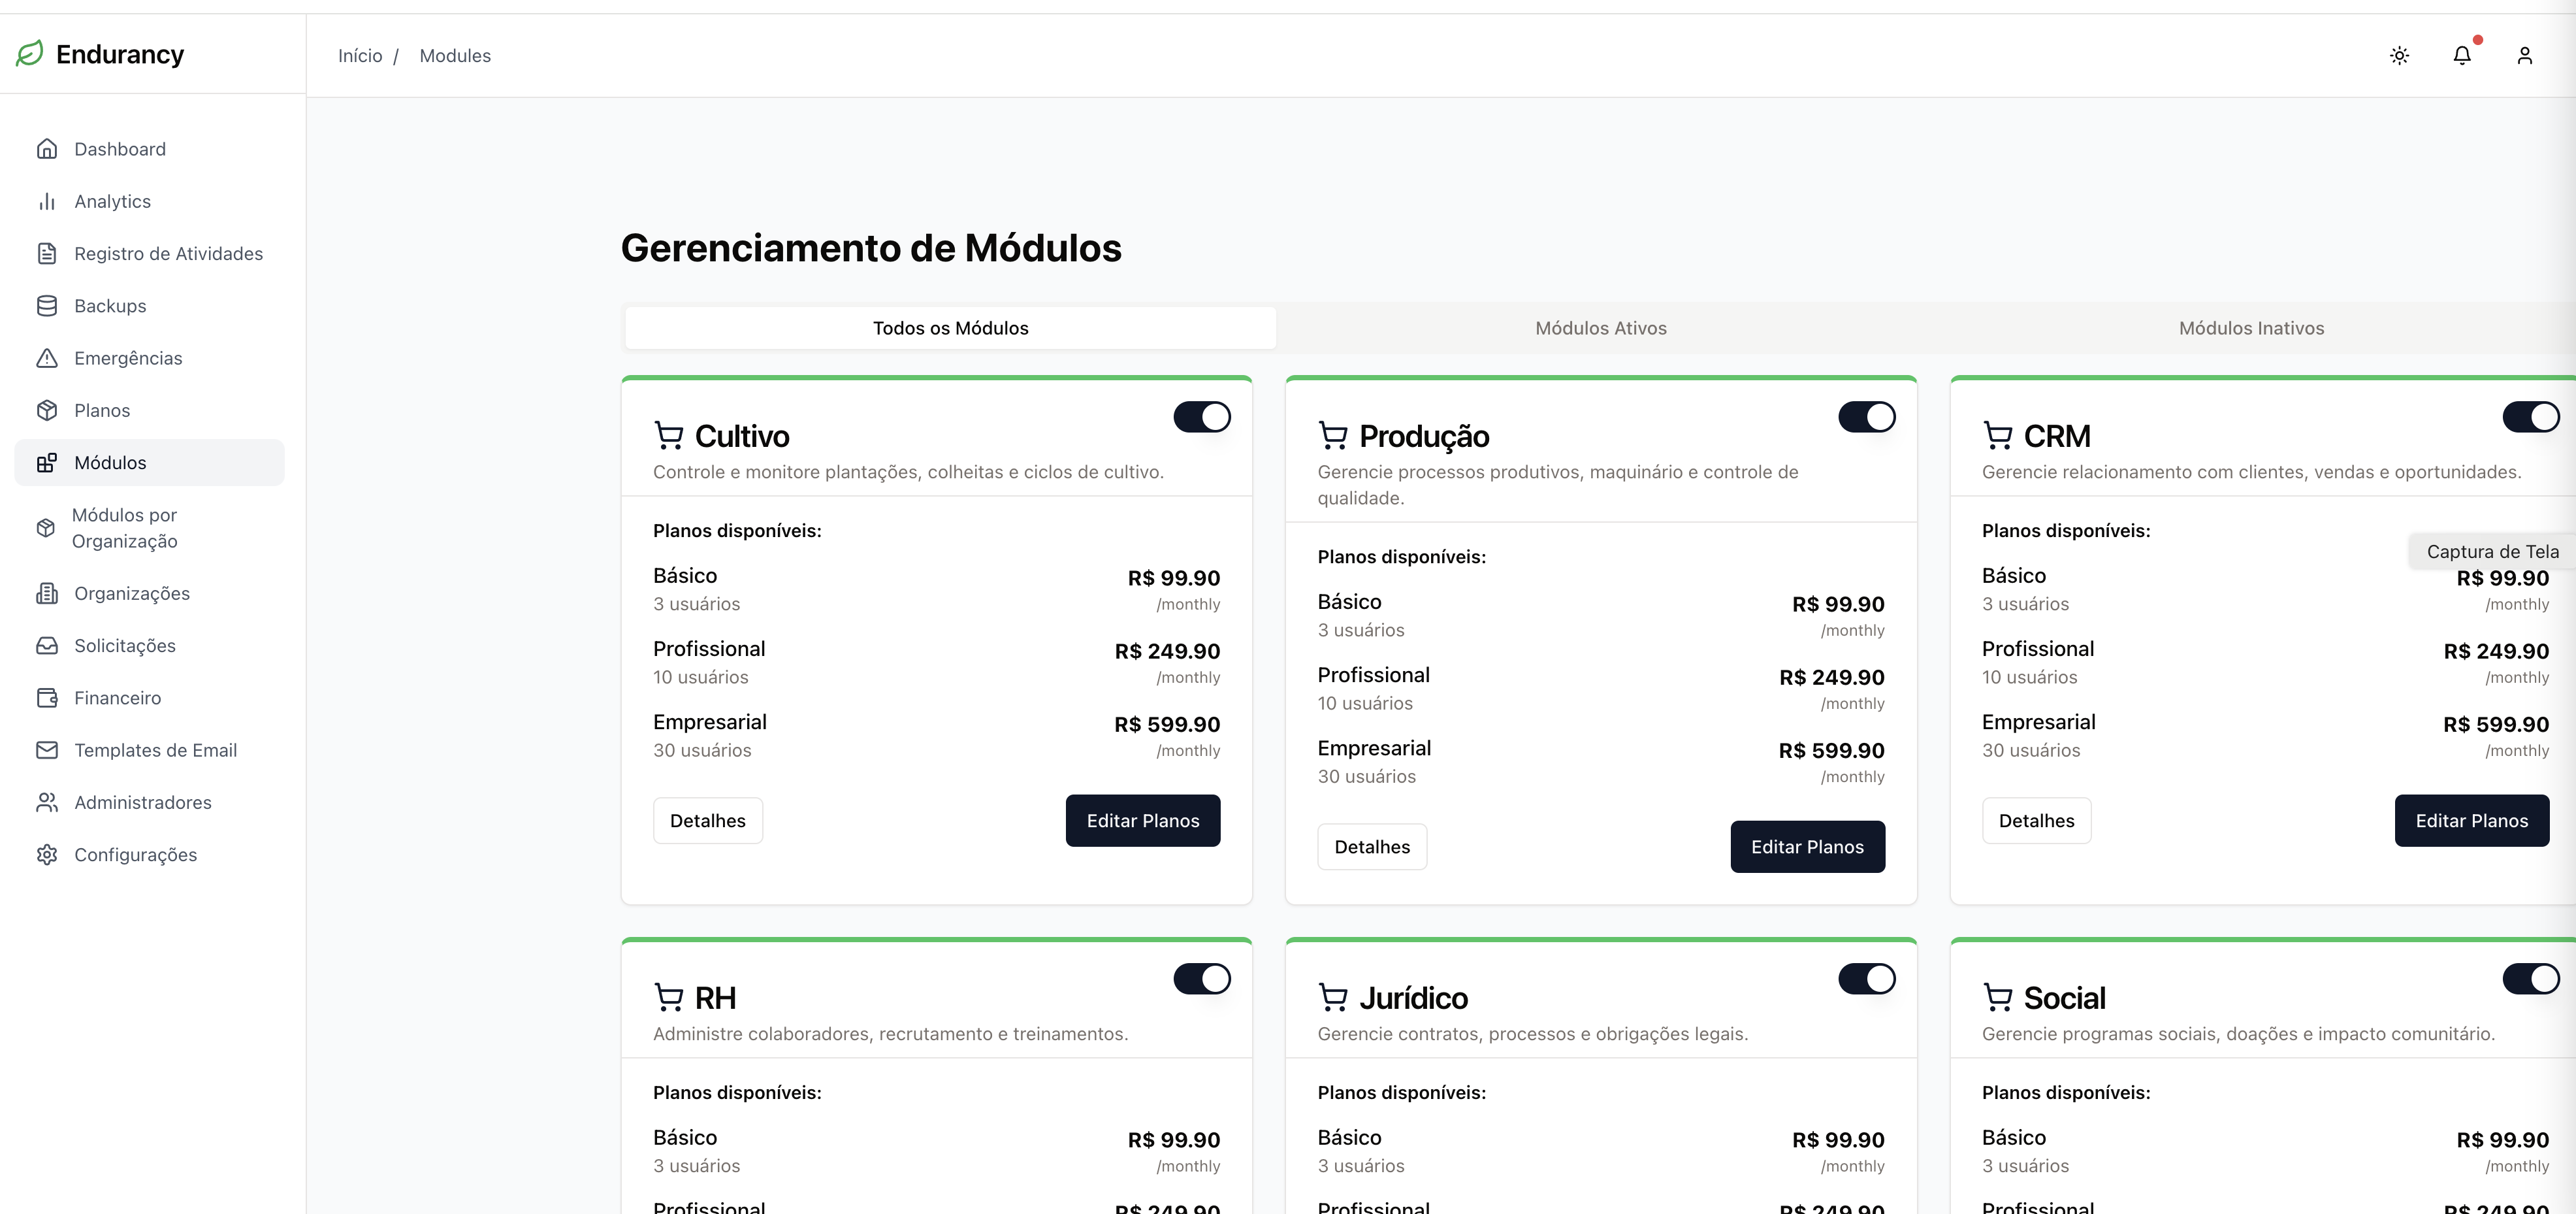 Endurancy
Início / Modules
Dashboard
Analytics
Registro de Atividades
Backups
Emergências
Planos
Módulos
Módulos por
Organização
Organizações
Solicitações
Financeiro
Templates de Email
Administradores
Configurações
Gerenciamento de Módulos
Todos os Módulos
Módulos Ativos
Módulos Inativos
Cultivo
Controle e monitore plantações, colheitas e ciclos de cultivo.
Planos disponíveis:
Básico R$ 99.90
3 usuários /monthly
Profissional R$ 249.90
10 usuários /monthly
Empresarial R$ 599.90
30 usuários /monthly
Detalhes Editar Planos
Produção
Gerencie processos produtivos, maquinário e controle de
qualidade.
Planos disponíveis:
Básico R$ 99.90
3 usuários /monthly
Profissional R$ 249.90
10 usuários /monthly
Empresarial R$ 599.90
30 usuários /monthly
Detalhes Editar Planos
CRM
Gerencie relacionamento com clientes, vendas e oportunidades.
Planos disponíveis:
Captura de Tela
Básico R$ 99.90
3 usuários /monthly
Profissional R$ 249.90
10 usuários /monthly
Empresarial R$ 599.90
30 usuários /monthly
Detalhes Editar Planos
RH
Administre colaboradores, recrutamento e treinamentos.
Planos disponíveis:
Básico R$ 99.90
3 usuários /monthly
Profissional R$ 249.90
Jurídico
Gerencie contratos, processos e obrigações legais.
Planos disponíveis:
Básico R$ 99.90
3 usuários /monthly
Profissional R$ 249.90
Social
Gerencie programas sociais, doações e impacto comunitário.
Planos disponíveis:
Básico R$ 99.90
3 usuários /monthly
Profissional R$ 249.90